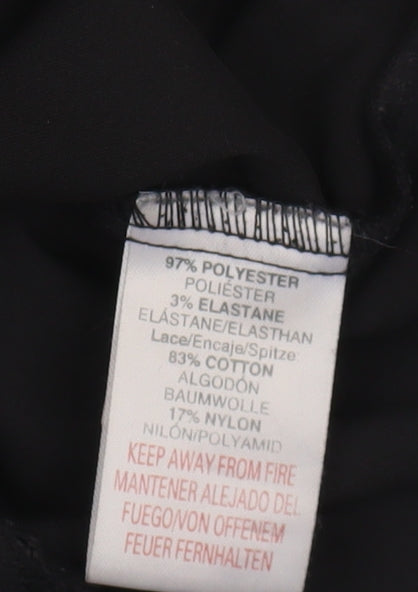 97% POLYESTER
POLIÉSTER
3% ELASTANE
ELÁSTANE/ELASTHAN
Lace/Encaje/Spitze:
83% COTTON
ALGODÓN
BAUMWOLLE
17% NYLON
NILÓN/POLYAMID
KEEP AWAY FROM FIRE
MANTENER ALEJADO DEL
FUEGO/VON OFFENEM
FEUER FERNHALTEN